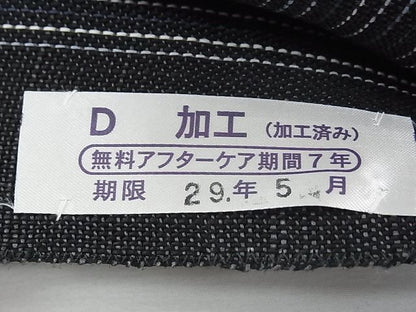 D 加工 (加工済み)
無料アフターケア期間7年
期限 29.年 5 月